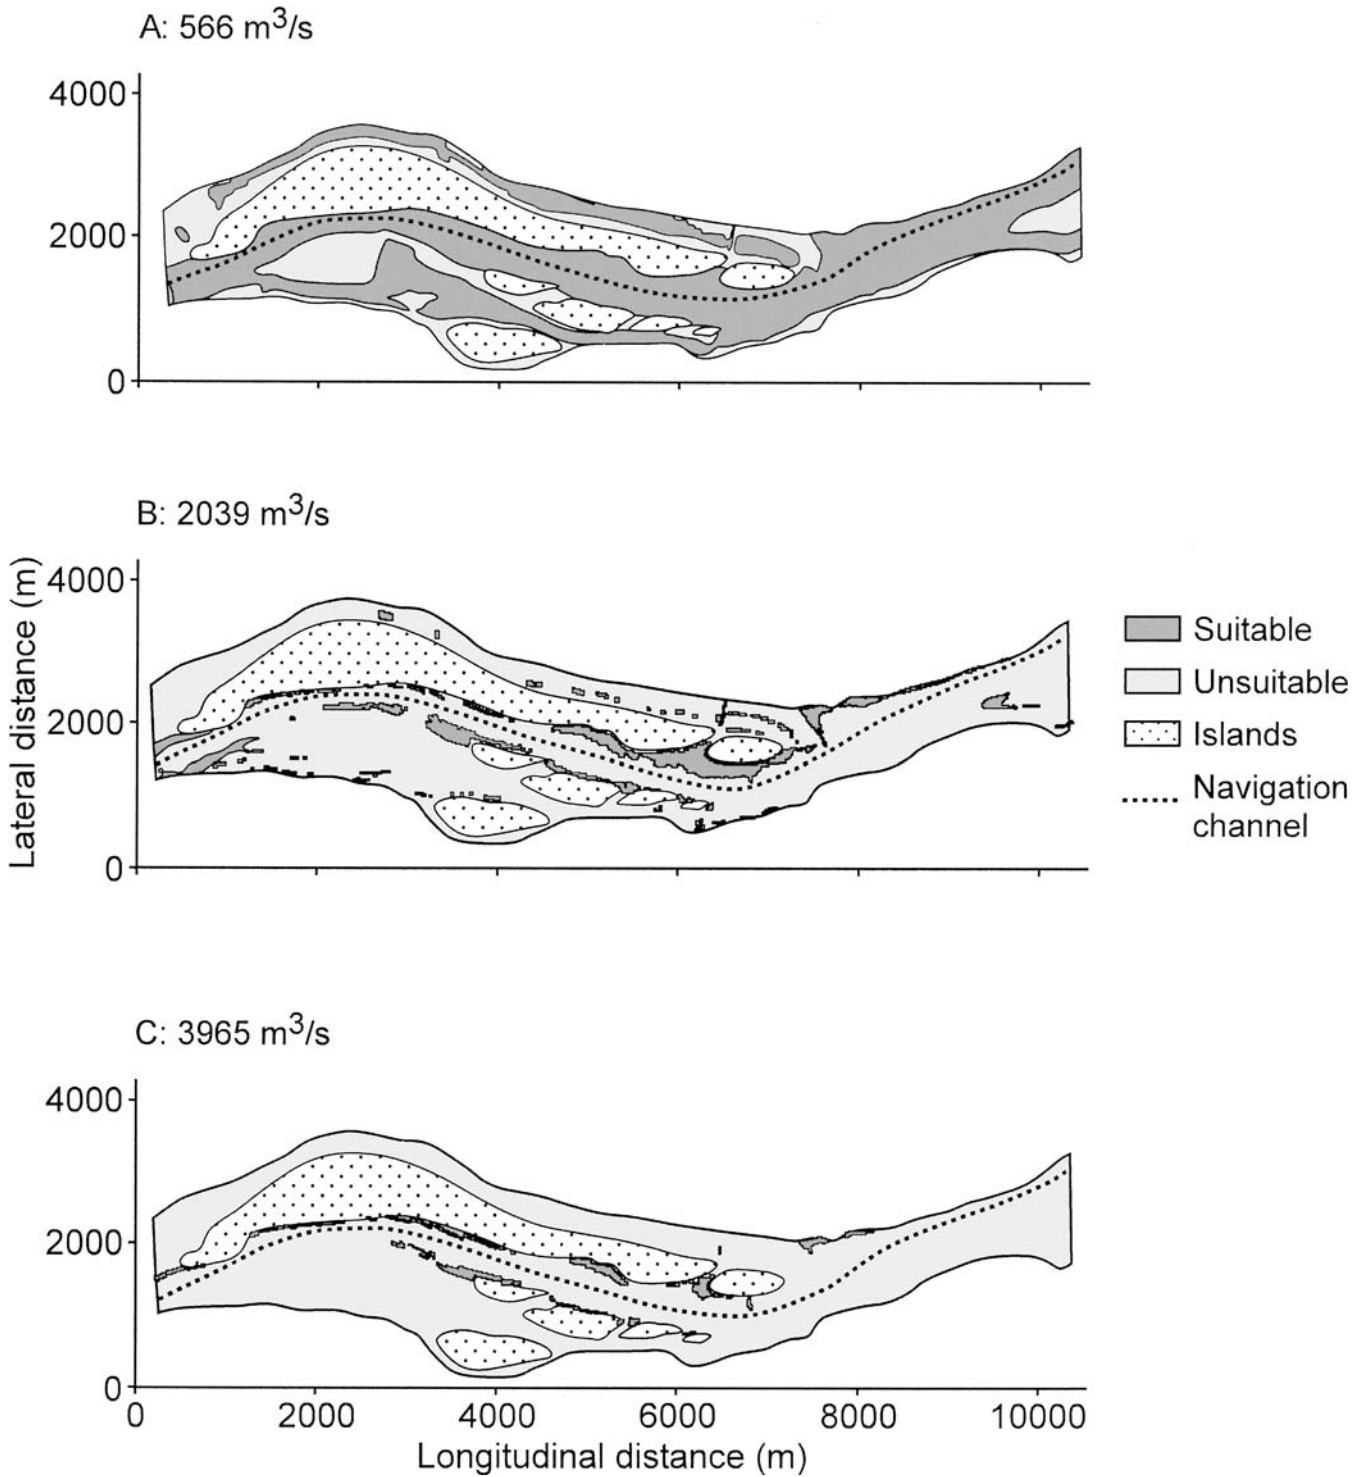 A: 566 m³/s
4000
2000
0
B: 2039 m³/s
4000
2000
0
Lateral distance (m)
Suitable
Unsuitable
Islands
Navigation
channel
C: 3965 m³/s
4000
2000
0
0 2000 4000 6000 8000 10000
Longitudinal distance (m)